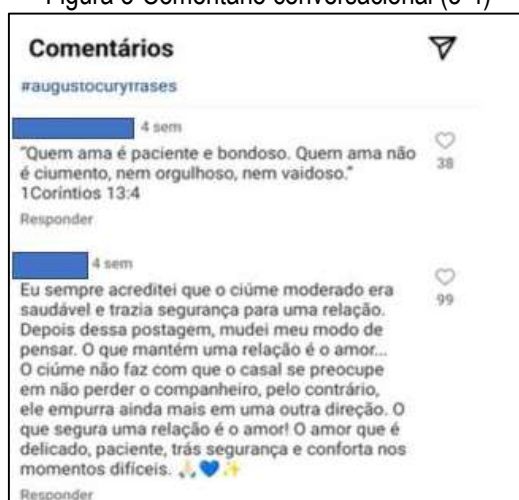 Figura 3 Comentário conversacional (3-4)
Comentários
#augustocuryfrases
4 sem
"Quem ama é paciente e bondoso. Quem ama não
é ciumento, nem orgulhoso, nem vaidoso."
1Coríntios 13:4
38
Responder
4 sem
Eu sempre acreditei que o ciúme moderado era
saudável e trazia segurança para uma relação.
Depois dessa postagem, mudei meu modo de
pensar. O que mantém uma relação é o amor...
O ciúme não faz com que o casal se preocupe
em não perder o companheiro, pelo contrário,
ele empurra ainda mais em uma outra direção. O
que segura uma relação é o amor! O amor que é
delicado, paciente, trás segurança e conforta nos
momentos difíceis. 🙏💙✨
99
Responder